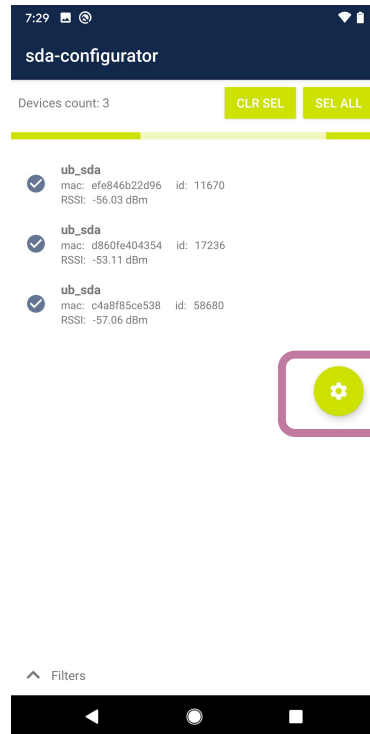 7:29
sda-configurator
Devices count: 3
CLR SEL
SEL ALL
ub_sda
mac: efe846b22d96 id: 11670
RSSI: -56.03 dBm
ub_sda
mac: d860fe404354 id: 17236
RSSI: -53.11 dBm
ub_sda
mac: c4a8f85ce538 id: 58680
RSSI: -57.06 dBm
Filters